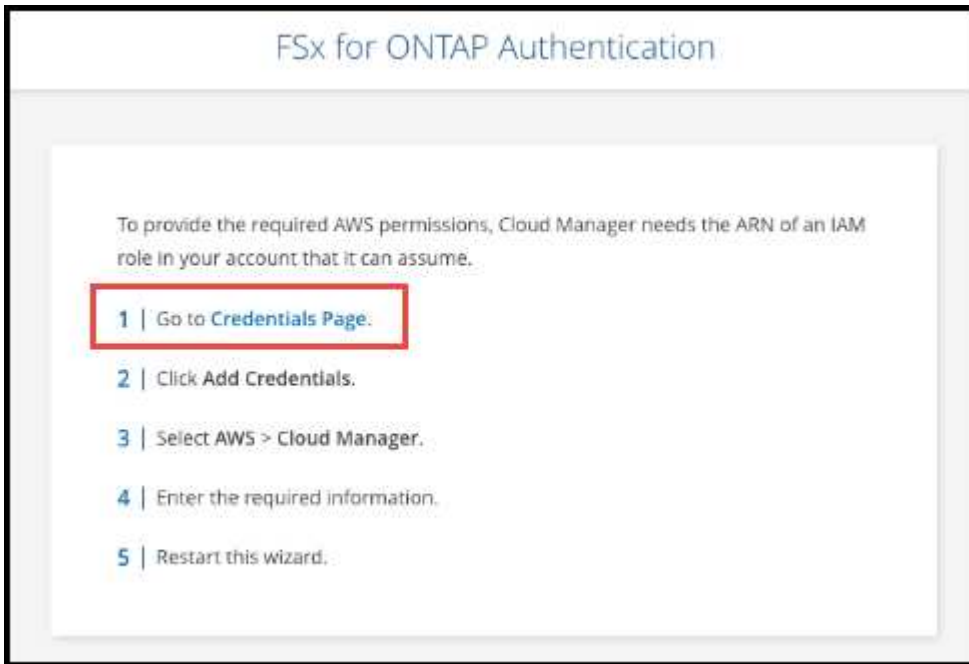 FSx for ONTAP Authentication
To provide the required AWS permissions, Cloud Manager needs the ARN of an IAM
role in your account that it can assume.
1 | Go to Credentials Page.
2 | Click Add Credentials.
3 | Select AWS > Cloud Manager.
4 | Enter the required information.
5 | Restart this wizard.